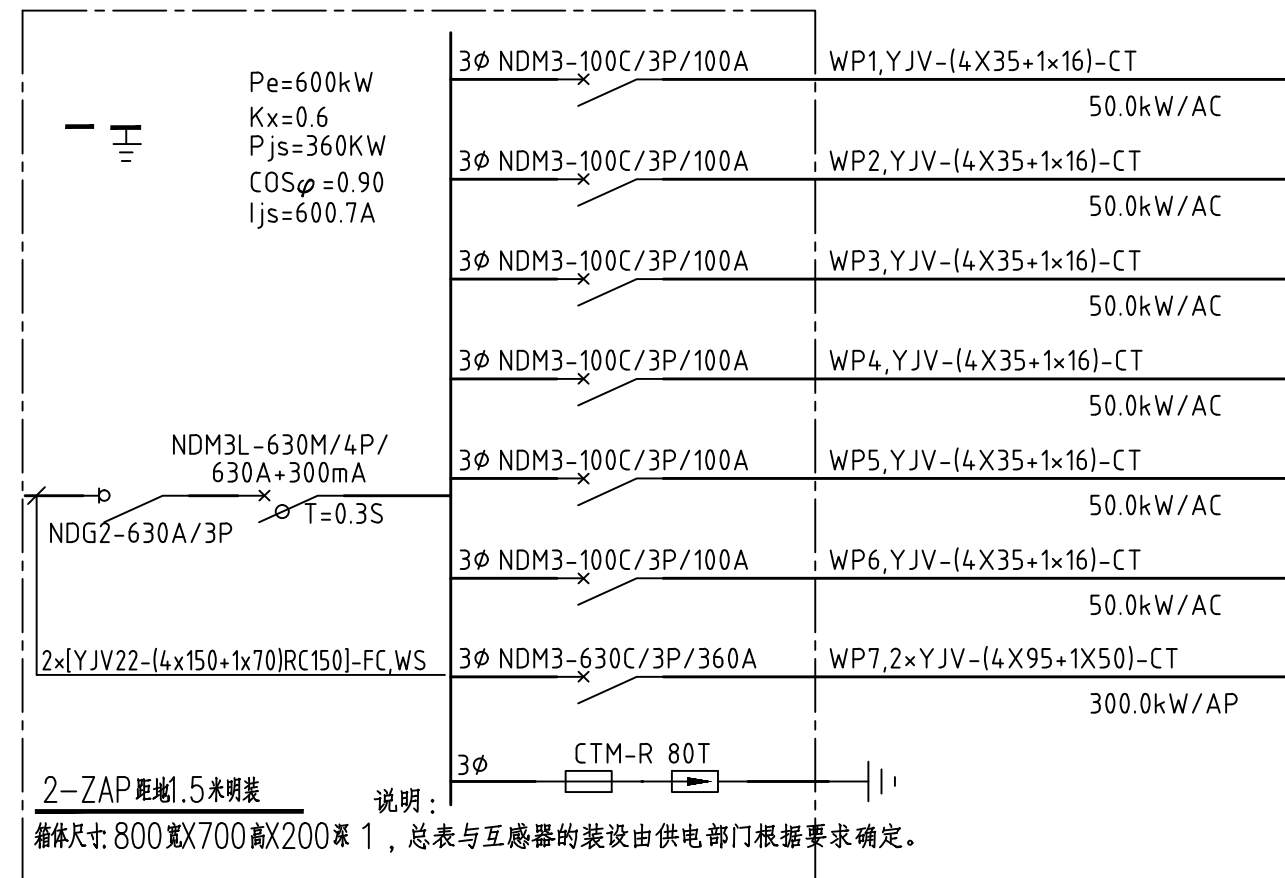 Pe=600kW
Kx=0.6
Pjs=360KW
COSφ=0.90
Ijs=600.7A
NDM3L-630M/4P/
630A+300mA
T=0.3S
NDG2-630A/3P
2×[YJV22-(4x150+1x70)RC150]-FC,WS
3Φ NDM3-100C/3P/100A WP1,YJV-(4X35+1×16)-CT
50.0kW/AC
3Φ NDM3-100C/3P/100A WP2,YJV-(4X35+1×16)-CT
50.0kW/AC
3Φ NDM3-100C/3P/100A WP3,YJV-(4X35+1×16)-CT
50.0kW/AC
3Φ NDM3-100C/3P/100A WP4,YJV-(4X35+1×16)-CT
50.0kW/AC
3Φ NDM3-100C/3P/100A WP5,YJV-(4X35+1×16)-CT
50.0kW/AC
3Φ NDM3-100C/3P/100A WP6,YJV-(4X35+1×16)-CT
50.0kW/AC
3Φ NDM3-630C/3P/360A WP7,2×YJV-(4X95+1X50)-CT
300.0kW/AP
3Φ CTM-R 80T
2-ZAP距地1.5米明装
箱体尺寸:800宽X700高X200深
说明：
1，总表与互感器的装设由供电部门根据要求确定。